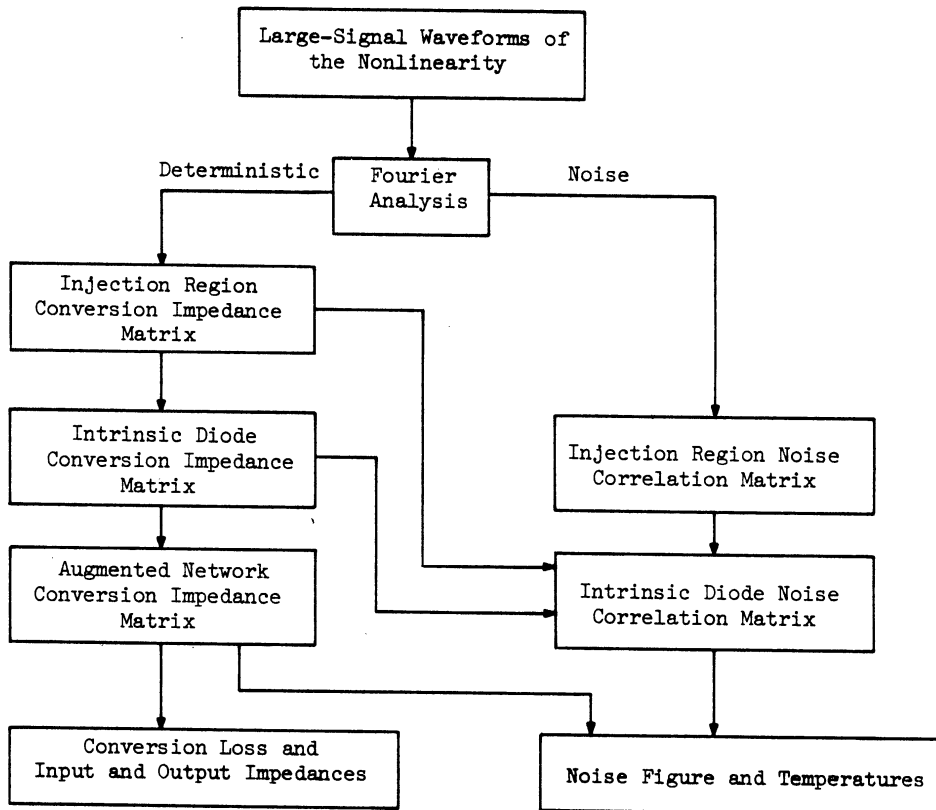 Large-Signal Waveforms of
the Nonlinearity
Deterministic
Fourier
Analysis
Noise
Injection Region
Conversion Impedance
Matrix
Intrinsic Diode
Conversion Impedance
Matrix
Injection Region Noise
Correlation Matrix
Augmented Network
Conversion Impedance
Matrix
Intrinsic Diode Noise
Correlation Matrix
Conversion Loss and
Input and Output Impedances
Noise Figure and Temperatures